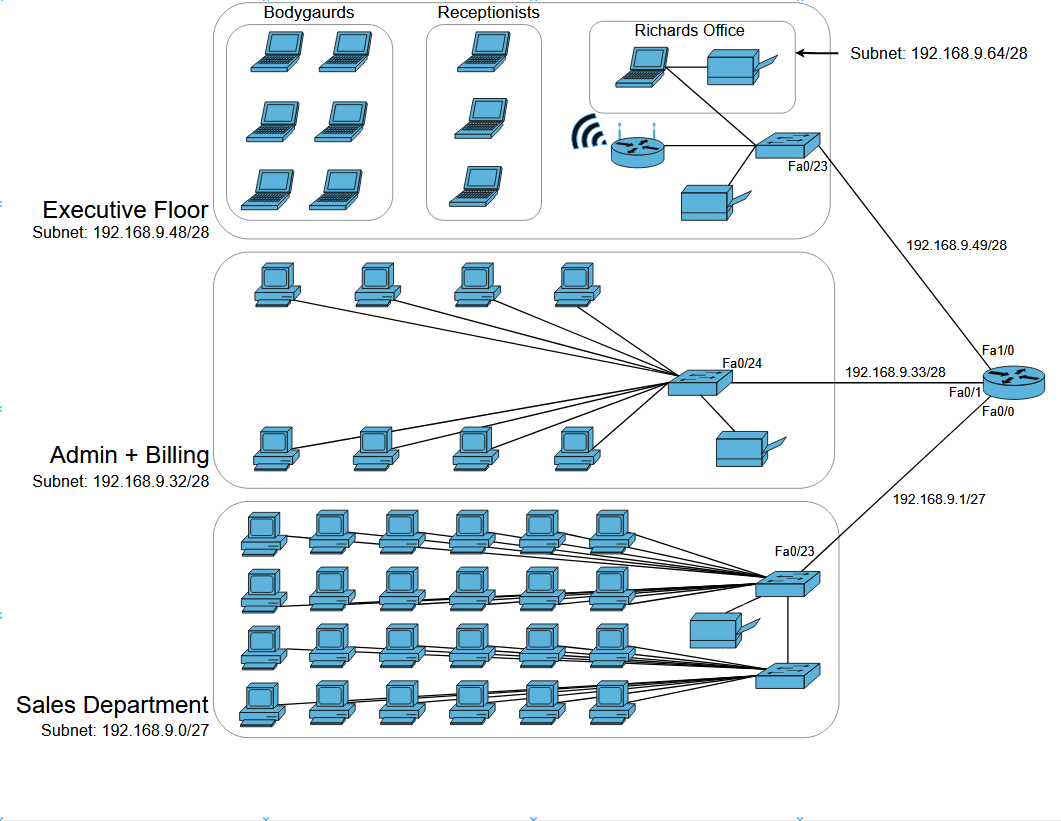 Bodygaurds
Receptionists
Richards Office
Subnet: 192.168.9.64/28
Fa0/23
Executive Floor
Subnet: 192.168.9.48/28
192.168.9.49/28
Fa1/0
Fa0/24
192.168.9.33/28
Fa0/1
Fa0/0
Admin + Billing
Subnet: 192.168.9.32/28
192.168.9.1/27
Fa0/23
Sales Department
Subnet: 192.168.9.0/27